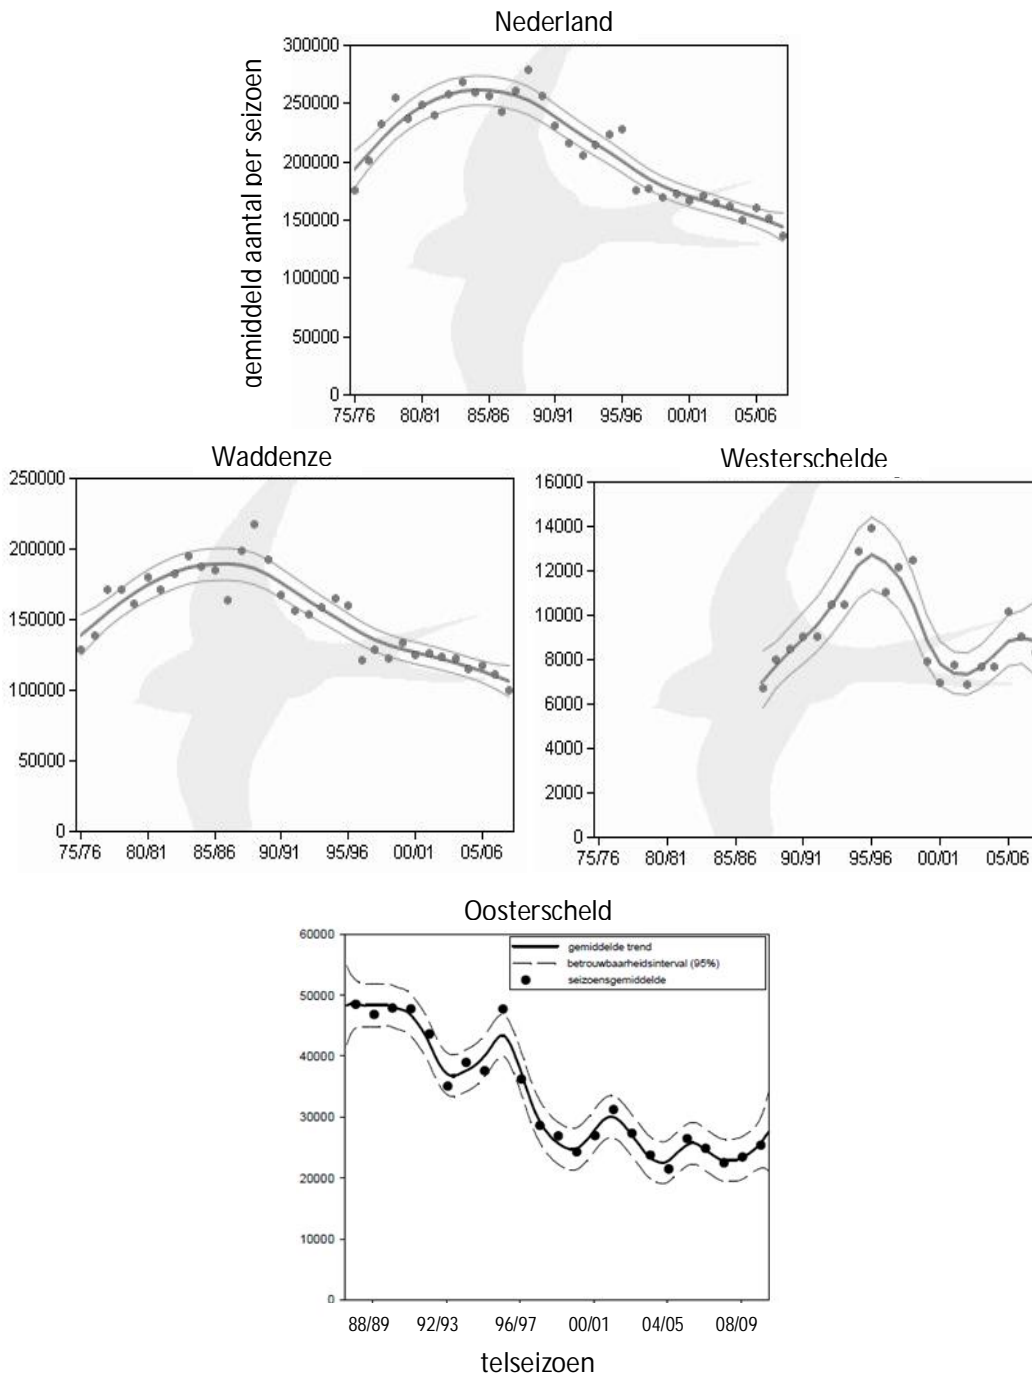 Nederland
gemiddeld aantal per seizoen
300000
250000
200000
150000
100000
50000
0
75/76 80/81 85/86 90/91 95/96 00/01 05/06
Waddenze
250000
200000
150000
100000
50000
0
75/76 80/81 85/86 90/91 95/96 00/01 05/06
Westerschelde
16000
14000
12000
10000
8000
6000
4000
2000
0
75/76 80/81 85/86 90/91 95/96 00/01 05/06
Oosterscheld
60000
50000
40000
30000
20000
10000
0
gemiddelde trend
betrouwbaarheidsinterval (95%)
seizoensgemiddelde
88/89 92/93 96/97 00/01 04/05 08/09
telseizoen